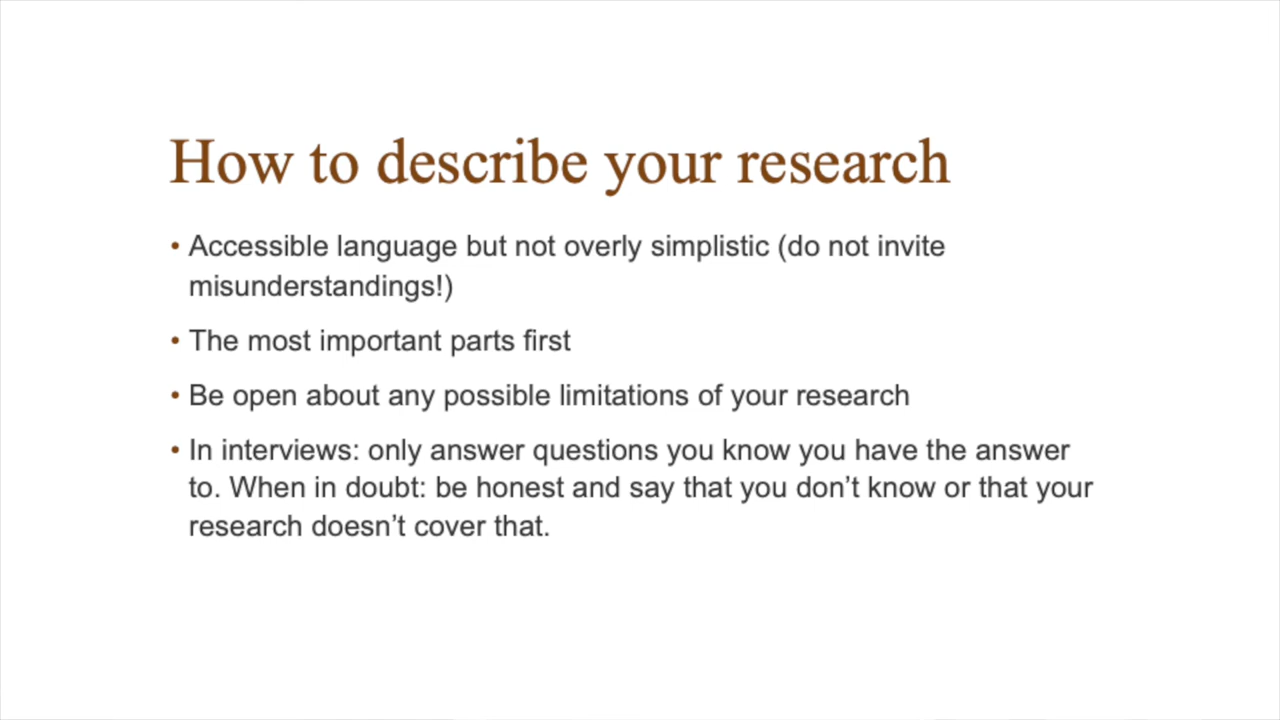 How to describe your research
• Accessible language but not overly simplistic (do not invite
misunderstandings!)
• The most important parts first
• Be open about any possible limitations of your research
• In interviews: only answer questions you know you have the answer
to. When in doubt: be honest and say that you don’t know or that your
research doesn’t cover that.